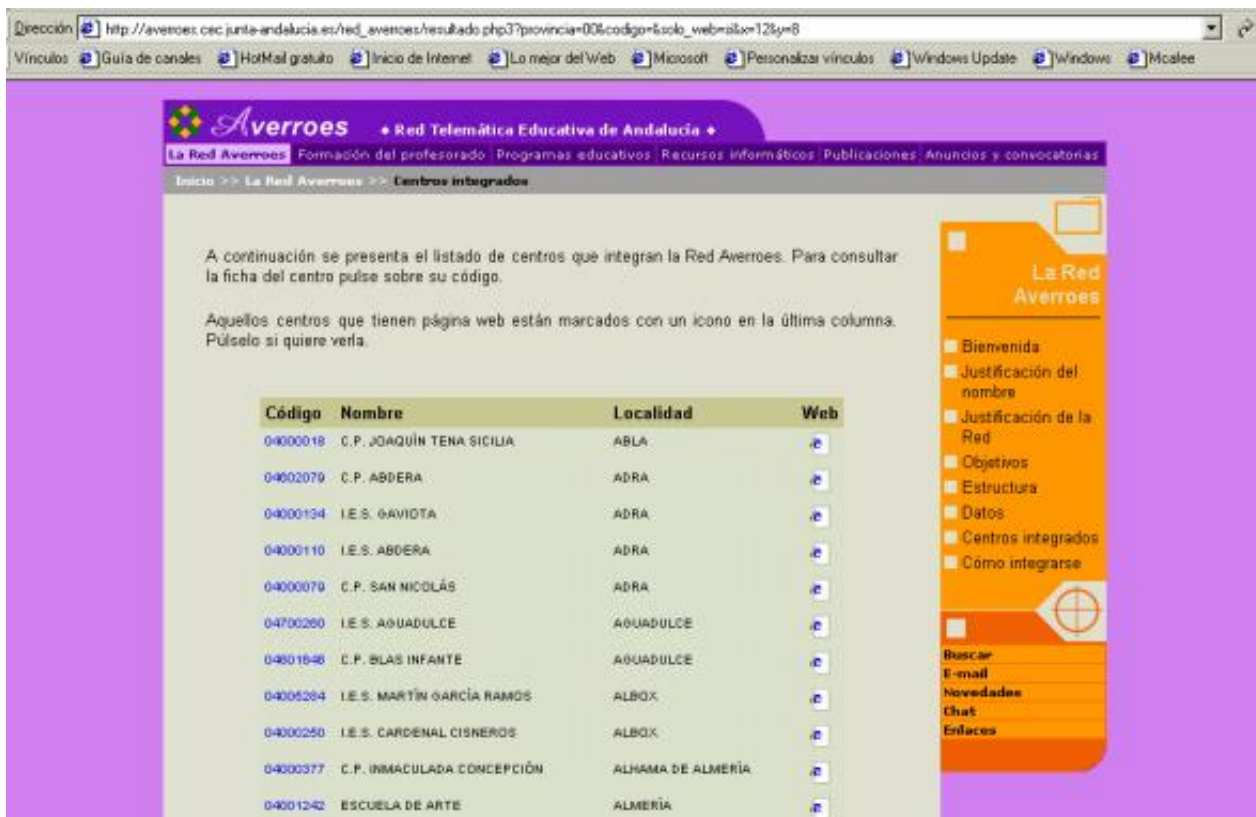 Dirección http://averroes.cec.junta-andalucia.es/red_averroes/resultado.php3?provincia=00&codigo=&solo_web=si&x=12&y=8
Vínculos Guía de canales HotMail gratuito Inicio de Internet Lo mejor del Web Microsoft Personalizar vínculos Windows Update Windows Mcafee
Averroes Red Telemática Educativa de Andalucía
La Red Averroes Formación del profesorado Programas educativos Recursos informáticos Publicaciones Anuncios y convocatorias
Inicio >> La Red Averroes >> Centros integrados
A continuación se presenta el listado de centros que integran la Red Averroes. Para consultar
la ficha del centro pulse sobre su código.
Aquellos centros que tienen página web están marcados con un icono en la última columna.
Púlselo si quiere verla.
Código Nombre Localidad Web
04000018 C.P. JOAQUÍN TENA SICILIA ABLA
04602079 C.P. ABDERA ADRA
04000134 I.E.S. GAVIOTA ADRA
04000110 I.E.S. ABDERA ADRA
04000079 C.P. SAN NICOLÁS ADRA
04700260 I.E.S. AGUADULCE AGUADULCE
04601646 C.P. BLAS INFANTE AGUADULCE
04005284 I.E.S. MARTÍN GARCÍA RAMOS ALBOX
04000250 I.E.S. CARDENAL CISNEROS ALBOX
04000377 C.P. INMACULADA CONCEPCIÓN ALHAMA DE ALMERÍA
04001242 ESCUELA DE ARTE ALMERÍA
La Red
Averroes
Bienvenida
Justificación del
nombre
Justificación de la
Red
Objetivos
Estructura
Datos
Centros integrados
Cómo integrarse
Buscar
E-mail
Novedades
Chat
Enlaces